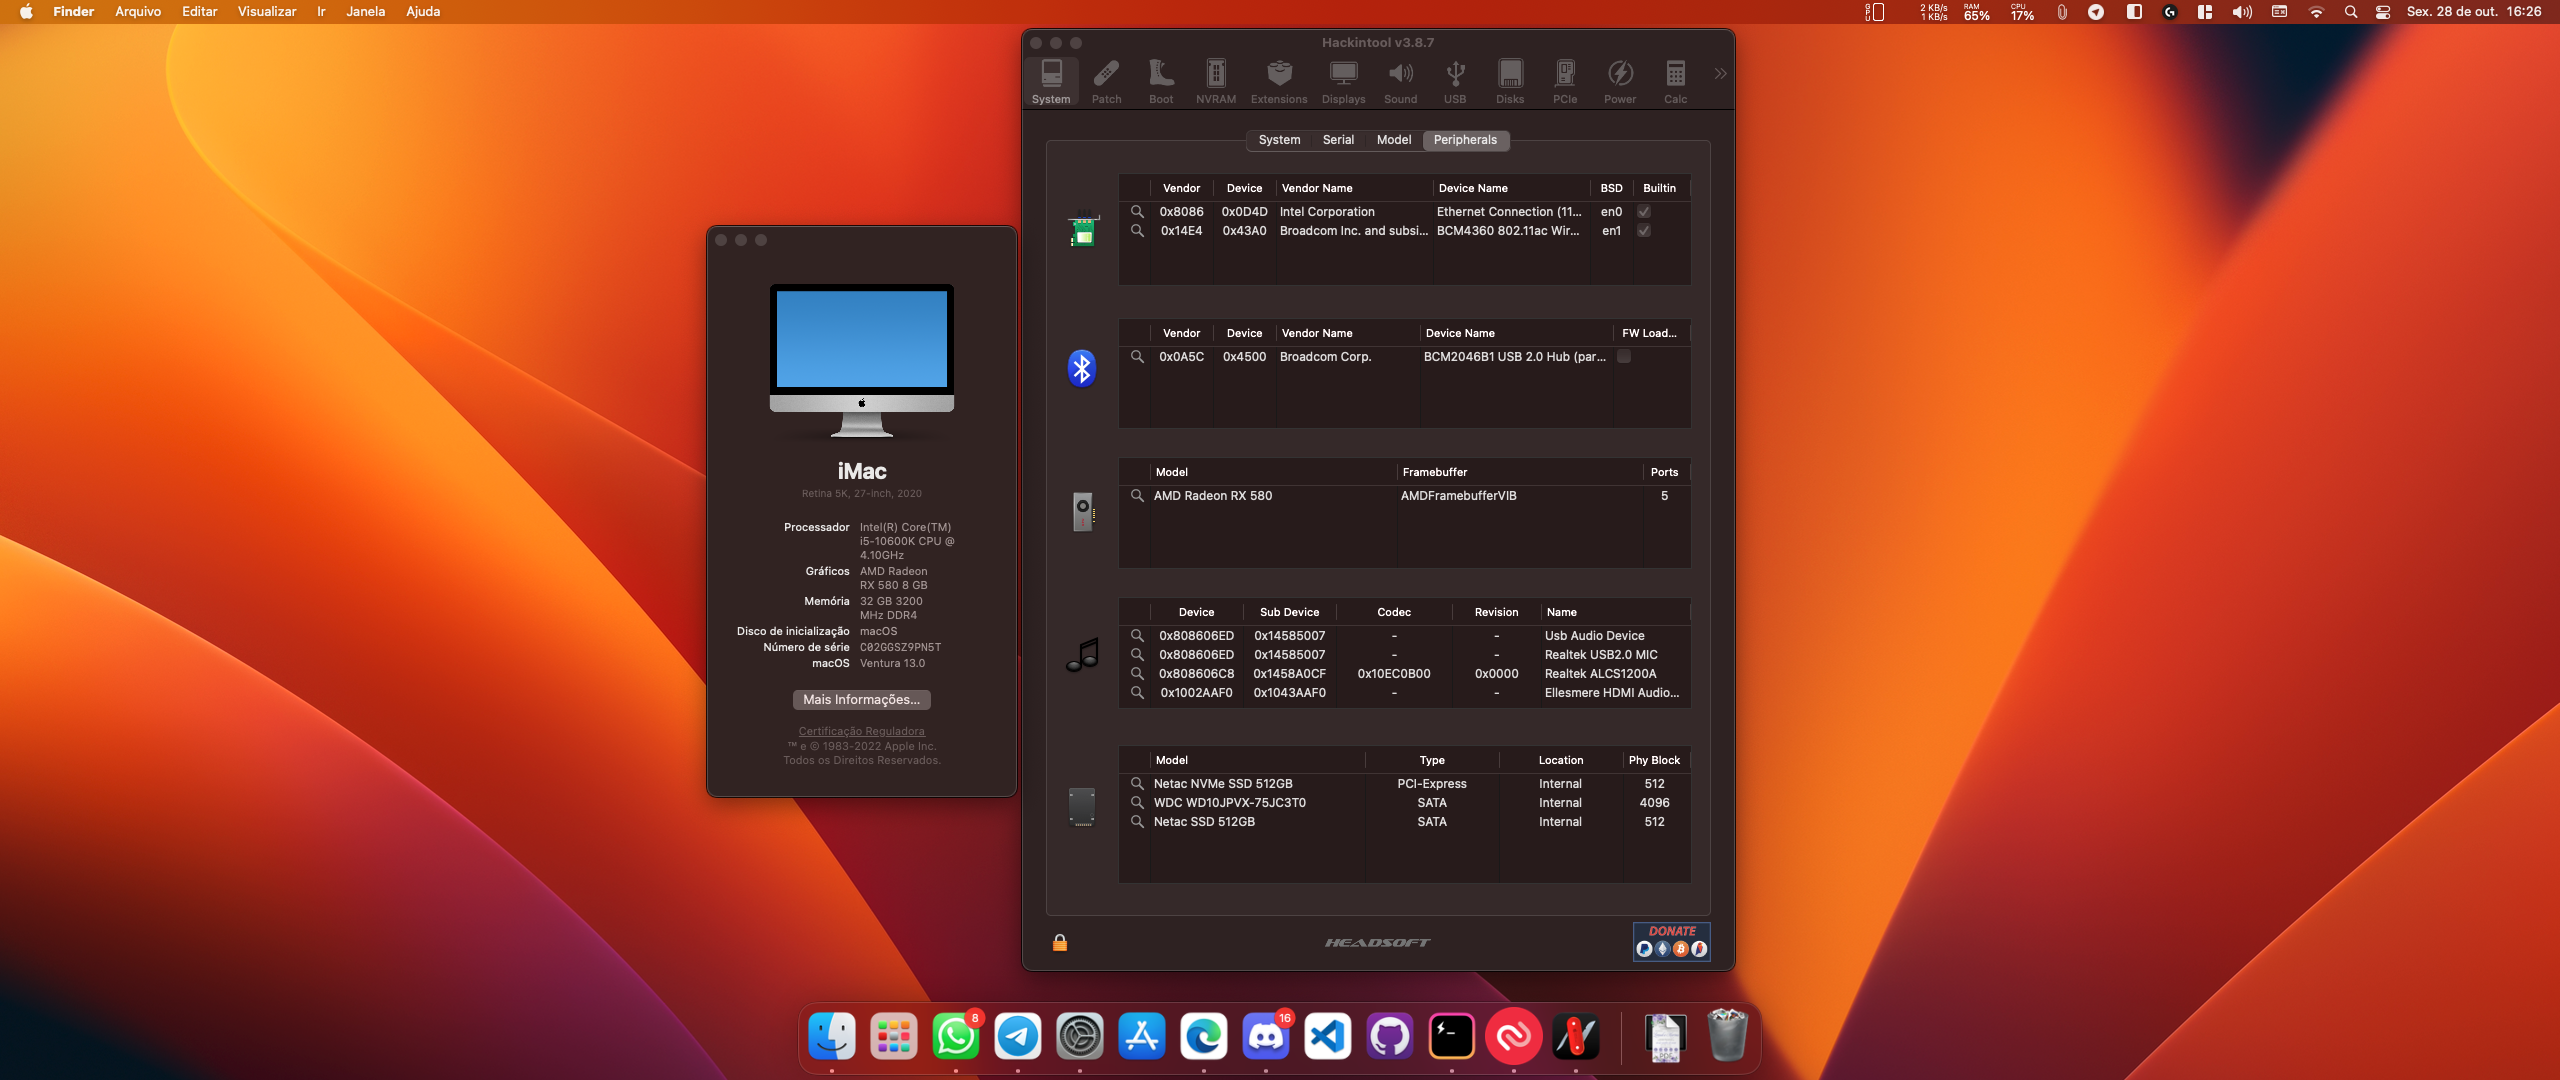 Finder Arquivo Editar Visualizar Ir Janela Ajuda
GPU 2 KB/s 1 KB/s RAM 65% CPU 17% Sex. 28 de out. 16:26
Hackintool v3.8.7
System Patch Boot NVRAM Extensions Displays Sound USB Disks PCIe Power Calc
System Serial Model Peripherals
Vendor Device Vendor Name Device Name BSD Builtin
0x8086 0x0D4D Intel Corporation Ethernet Connection (11... en0
0x14E4 0x43A0 Broadcom Inc. and subsi... BCM4360 802.11ac Wir... en1
Vendor Device Vendor Name Device Name FW Load...
0x0A5C 0x4500 Broadcom Corp. BCM2046B1 USB 2.0 Hub (par...
Model Framebuffer Ports
AMD Radeon RX 580 AMDFramebufferVIB 5
Device Sub Device Codec Revision Name
0x808606ED 0x14585007 - - Usb Audio Device
0x808606ED 0x14585007 - - Realtek USB2.0 MIC
0x808606C8 0x1458A0CF 0x10EC0B00 0x0000 Realtek ALCS1200A
0x1002AAF0 0x1043AAF0 - - Ellesmere HDMI Audio...
Model Type Location Phy Block
Netac NVMe SSD 512GB PCI-Express Internal 512
WDC WD10JPVX-75JC3T0 SATA Internal 4096
Netac SSD 512GB SATA Internal 512
HEADSOFT
DONATE
iMac
Retina 5K, 27-inch, 2020
Processador Intel(R) Core(TM)
i5-10600K CPU @
4.10GHz
Gráficos AMD Radeon
RX 580 8 GB
Memória 32 GB 3200
MHz DDR4
Disco de inicialização macOS
Número de série C02GGSZ9PN5T
macOS Ventura 13.0
Mais Informações...
Certificação Reguladora
™ e © 1983-2022 Apple Inc.
Todos os Direitos Reservados.
8
16
PDF